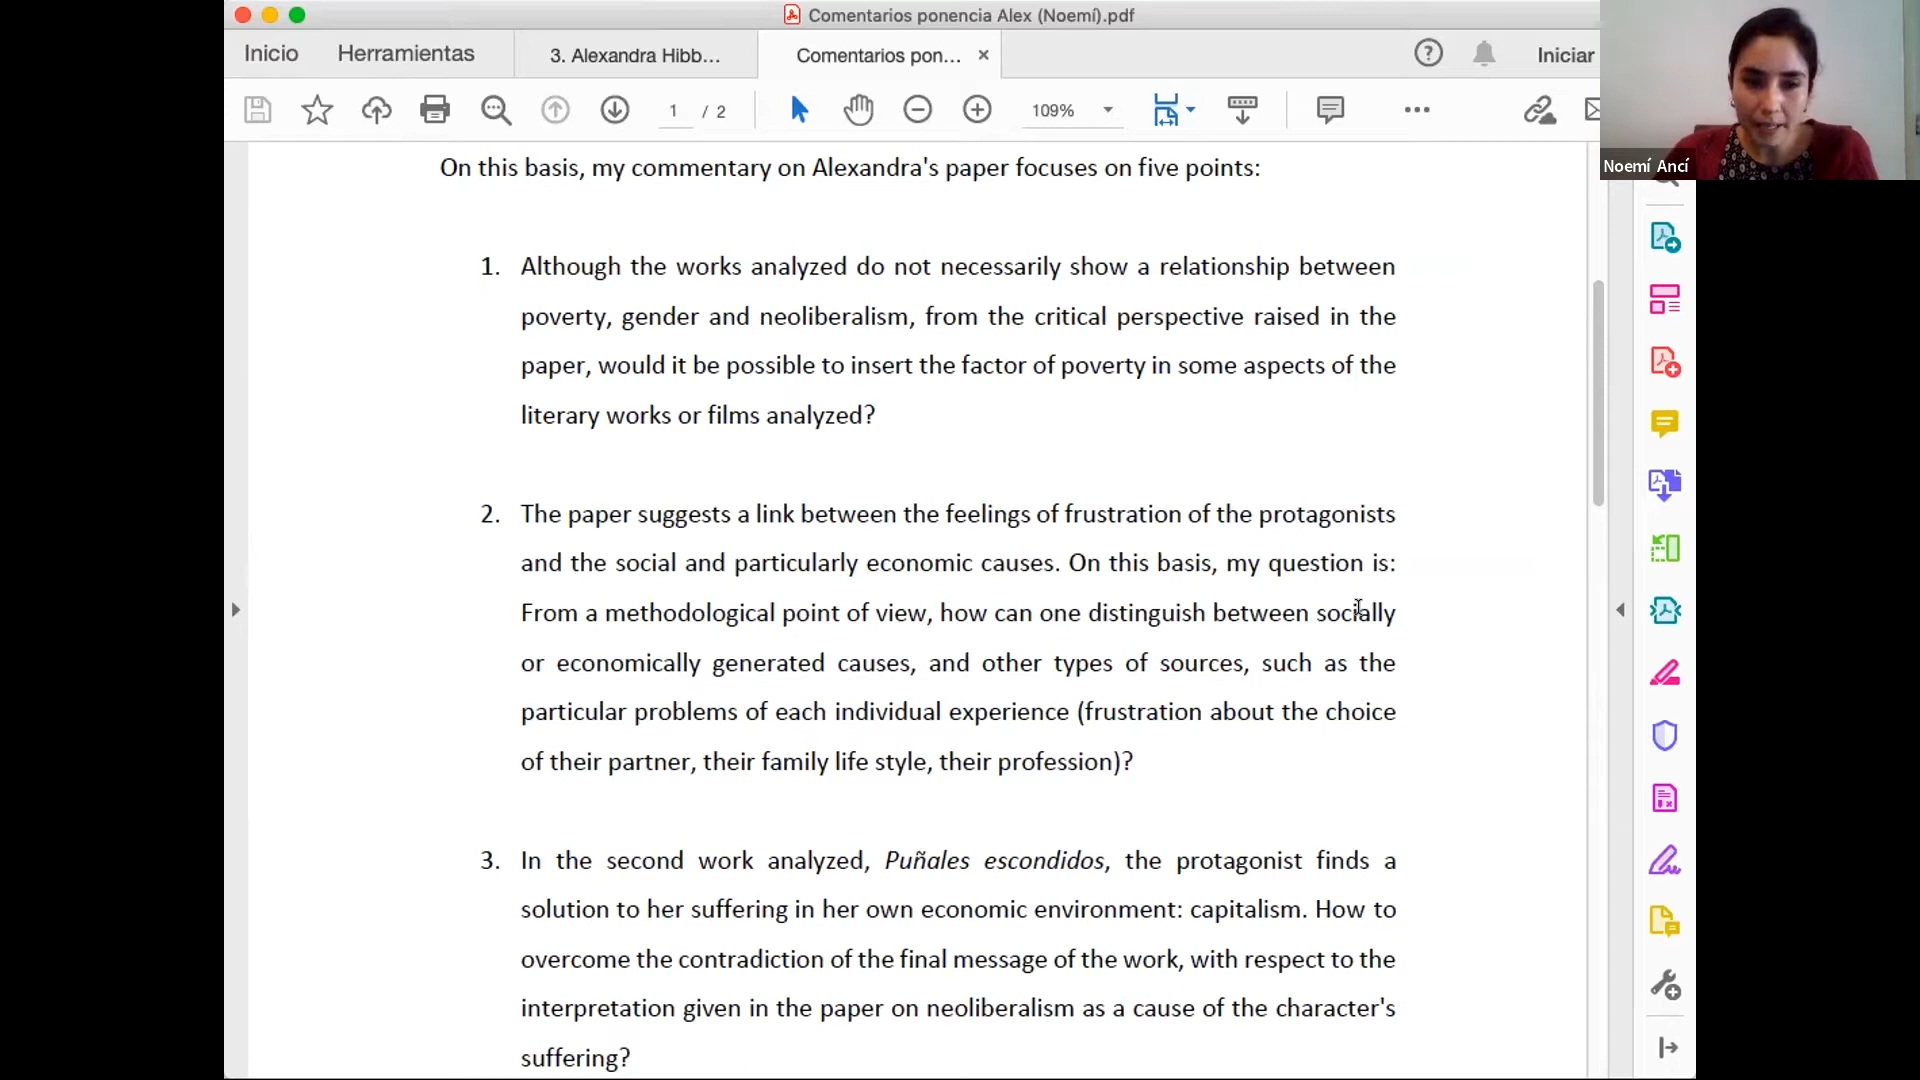 Comentarios ponencia Alex (Noemí).pdf
Inicio
Herramientas
3. Alexandra Hibb...
Comentarios pon...
Iniciar
1 / 2
109%
Noemí Ancí
On this basis, my commentary on Alexandra's paper focuses on five points:
1. Although the works analyzed do not necessarily show a relationship between
poverty, gender and neoliberalism, from the critical perspective raised in the
paper, would it be possible to insert the factor of poverty in some aspects of the
literary works or films analyzed?
2. The paper suggests a link between the feelings of frustration of the protagonists
and the social and particularly economic causes. On this basis, my question is:
From a methodological point of view, how can one distinguish between socially
or economically generated causes, and other types of sources, such as the
particular problems of each individual experience (frustration about the choice
of their partner, their family life style, their profession)?
3. In the second work analyzed, Puñales escondidos, the protagonist finds a
solution to her suffering in her own economic environment: capitalism. How to
overcome the contradiction of the final message of the work, with respect to the
interpretation given in the paper on neoliberalism as a cause of the character's
suffering?